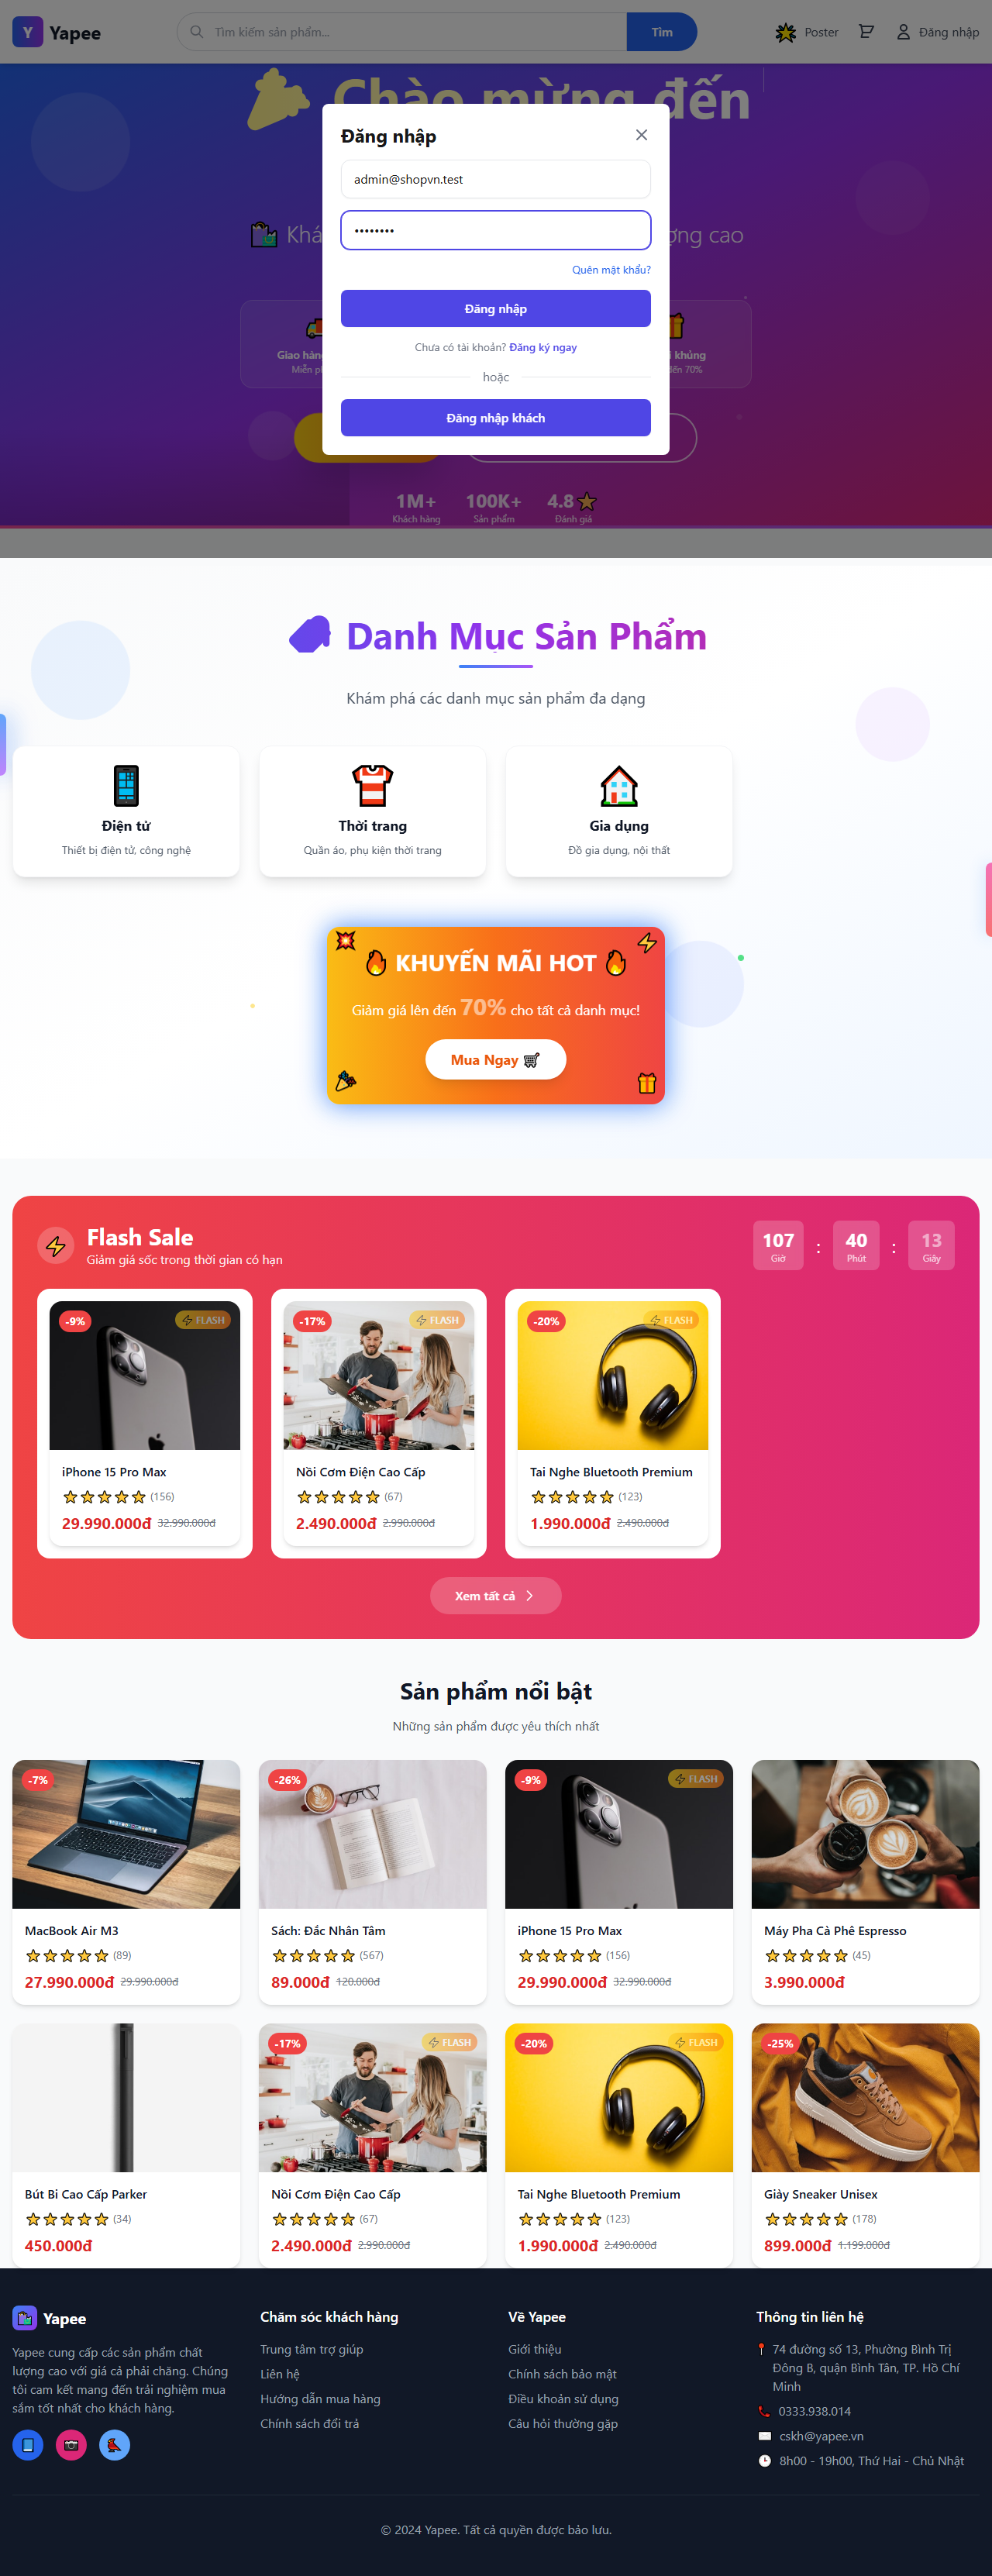 Y Yapee
Tìm kiếm sản phẩm...
Tìm
Poster
Đăng nhập
Chào mừng đến
Đăng nhập
admin@shopvn.test
••••••••
Quên mật khẩu?
Đăng nhập
Chưa có tài khoản? Đăng ký ngay
hoặc
Đăng nhập khách
1M+
Khách hàng
100K+
Sản phẩm
4.8
Đánh giá
Danh Mục Sản Phẩm
Khám phá các danh mục sản phẩm đa dạng
Điện tử
Thiết bị điện tử, công nghệ
Thời trang
Quần áo, phụ kiện thời trang
Gia dụng
Đồ gia dụng, nội thất
KHUYẾN MÃI HOT
Giảm giá lên đến 70% cho tất cả danh mục!
Mua Ngay
Flash Sale
Giảm giá sốc trong thời gian có hạn
107 : 40 : 13
Giờ Phút Giây
-9% FLASH
iPhone 15 Pro Max
(156)
29.990.000đ 32.990.000đ
-17% FLASH
Nồi Cơm Điện Cao Cấp
(67)
2.490.000đ 2.990.000đ
-20% FLASH
Tai Nghe Bluetooth Premium
(123)
1.990.000đ 2.490.000đ
Xem tất cả
Sản phẩm nổi bật
Những sản phẩm được yêu thích nhất
-7%
MacBook Air M3
(89)
27.990.000đ 29.990.000đ
-26%
Sách: Đắc Nhân Tâm
(567)
89.000đ 120.000đ
-9% FLASH
iPhone 15 Pro Max
(156)
29.990.000đ 32.990.000đ
Máy Pha Cà Phê Espresso
(45)
3.990.000đ
Bút Bi Cao Cấp Parker
(34)
450.000đ
-17% FLASH
Nồi Cơm Điện Cao Cấp
(67)
2.490.000đ 2.990.000đ
-20% FLASH
Tai Nghe Bluetooth Premium
(123)
1.990.000đ 2.490.000đ
-25%
Giày Sneaker Unisex
(178)
899.000đ 1.199.000đ
Yapee
Yapee cung cấp các sản phẩm chất
lượng cao với giá cả phải chăng. Chúng
tôi cam kết mang đến trải nghiệm mua
sắm tốt nhất cho khách hàng.
Chăm sóc khách hàng
Trung tâm trợ giúp
Liên hệ
Hướng dẫn mua hàng
Chính sách đổi trả
Về Yapee
Giới thiệu
Chính sách bảo mật
Điều khoản sử dụng
Câu hỏi thường gặp
Thông tin liên hệ
74 đường số 13, Phường Bình Trị
Đông B, quận Bình Tân, TP. Hồ Chí
Minh
0333.938.014
cskh@yapee.vn
8h00 - 19h00, Thứ Hai - Chủ Nhật
© 2024 Yapee. Tất cả quyền được bảo lưu.